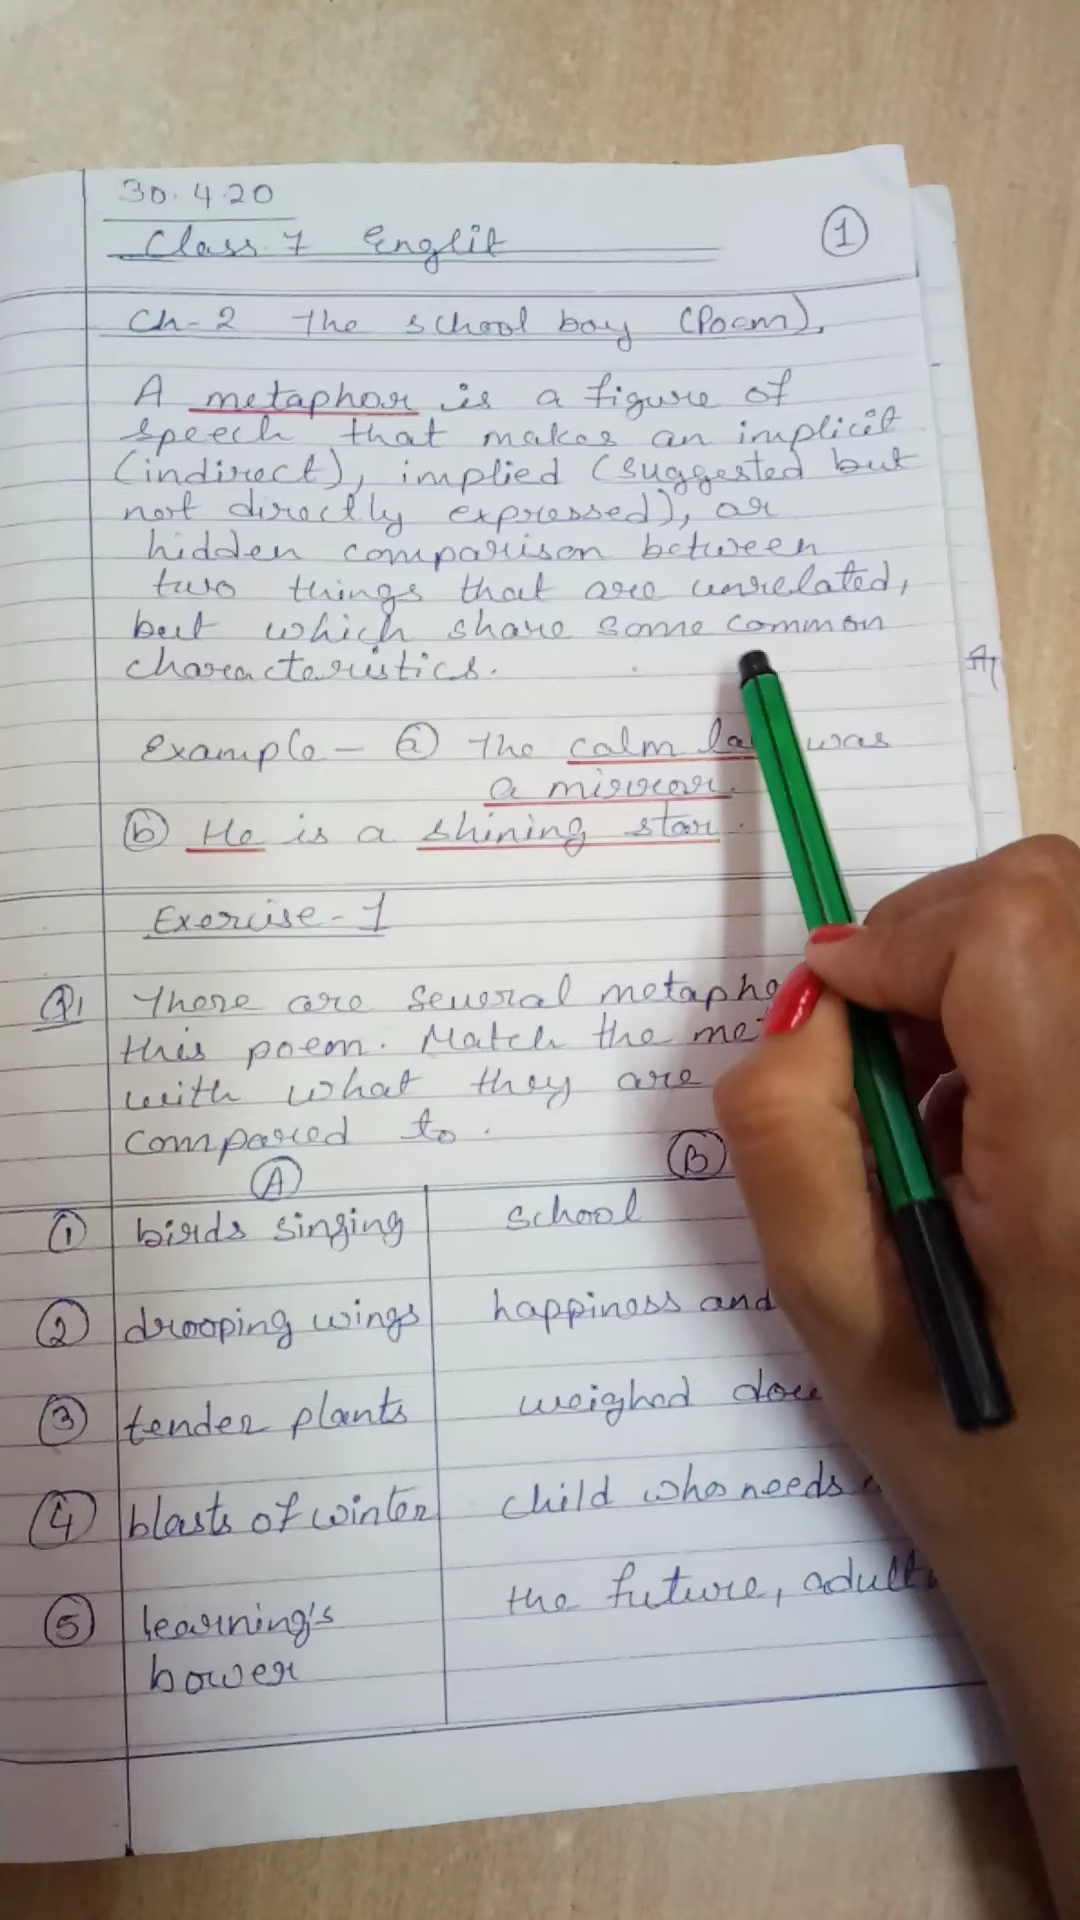 30.4.20
Class 7 Englit
1
Ch-2 The school boy (Poem).
A metaphor is a figure of
speech that makes an implicit
(indirect), implied (suggested but
not directly expressed), or
hidden comparison between
two things that are unrelated,
but which share some common
characteristics.
Example - (a) The calm was
a mirror.
(b) He is a shining star.
Exercise-1
Q1 There are several
this poem. Match the
with what they are
compared to.
A B
1 birds singing school
2 drooping wings happiness and
3 tender plants weighed
4 blasts of winter child who needs
5 learning's the future,
bower